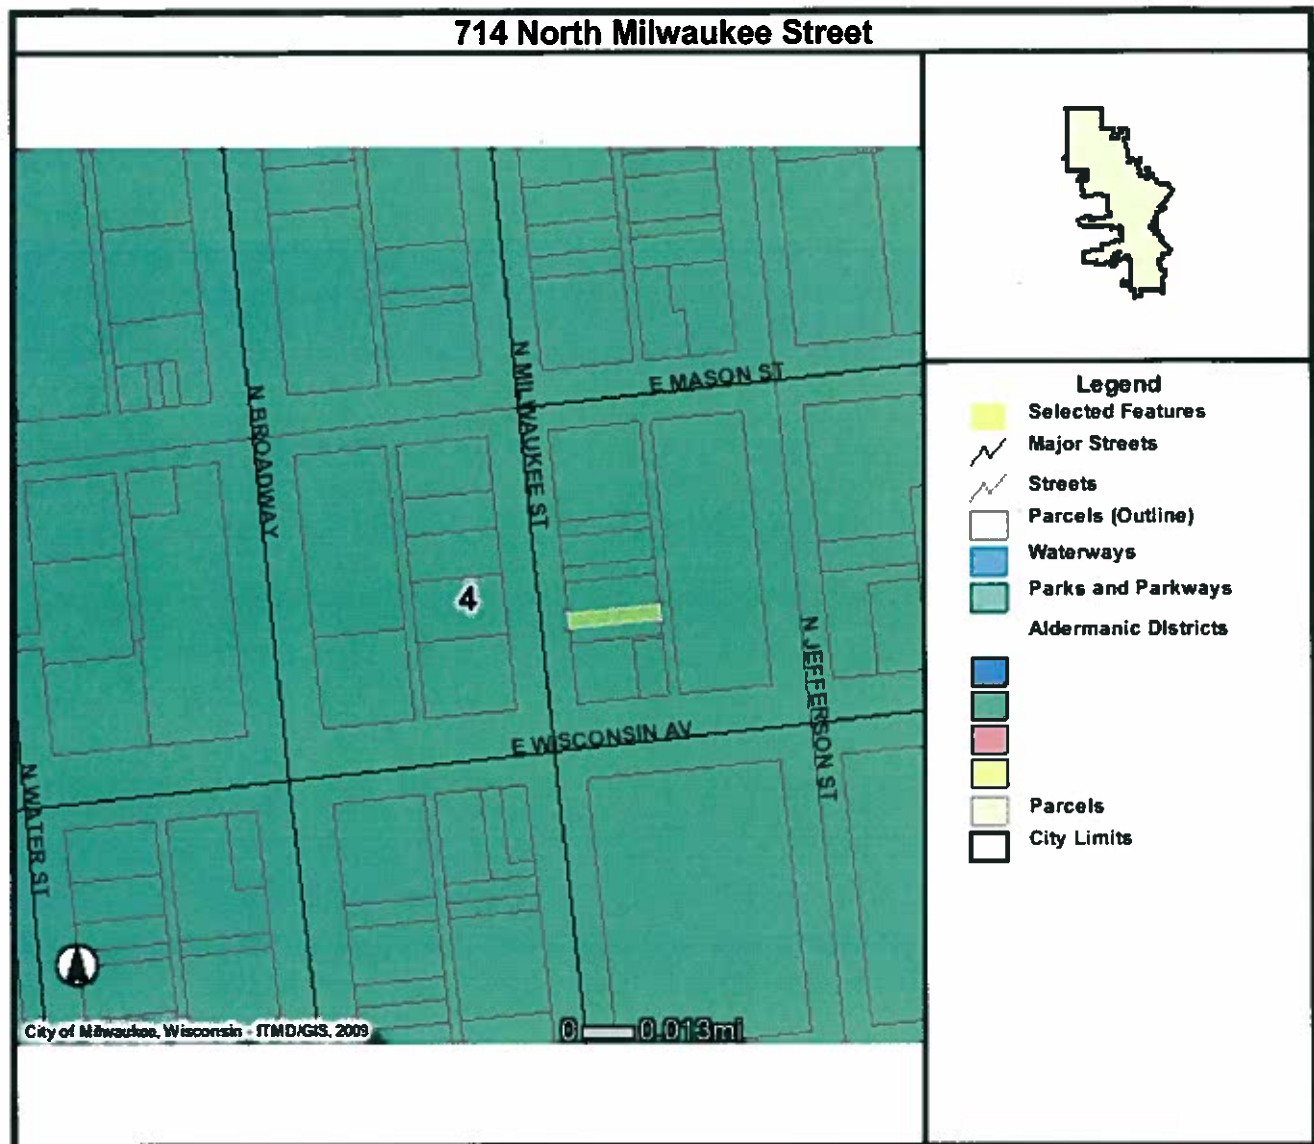 714 North Milwaukee Street
N BROADWAY
N MILWAUKEE ST
E MASON ST
4
N JEFFERSON ST
E WISCONSIN AV
N WATER ST
City of Milwaukee, Wisconsin - ITMD/GIS, 2009
0 0.013mi
Legend
Selected Features
Major Streets
Streets
Parcels (Outline)
Waterways
Parks and Parkways
Aldermanic Districts
Parcels
City Limits